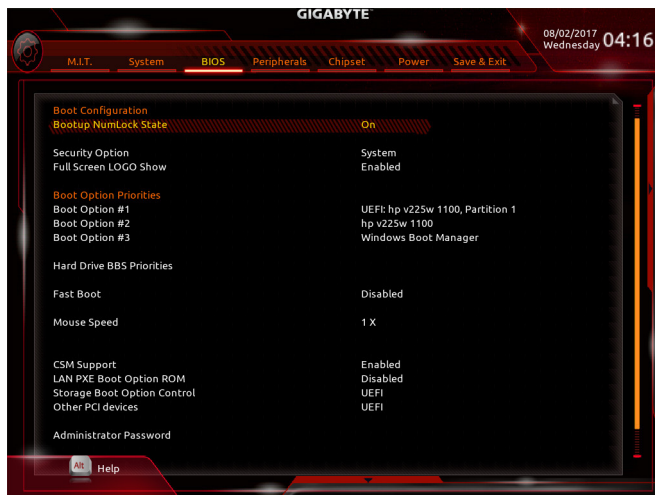 GIGABYTE™
08/02/2017 04:16
Wednesday
M.I.T. System BIOS Peripherals Chipset Power Save & Exit
Boot Configuration
Bootup NumLock State On
Security Option System
Full Screen LOGO Show Enabled
Boot Option Priorities
Boot Option #1 UEFI: hp v225w 1100, Partition 1
Boot Option #2 hp v225w 1100
Boot Option #3 Windows Boot Manager
Hard Drive BBS Priorities
Fast Boot Disabled
Mouse Speed 1 X
CSM Support Enabled
LAN PXE Boot Option ROM Disabled
Storage Boot Option Control UEFI
Other PCI devices UEFI
Administrator Password
Alt Help